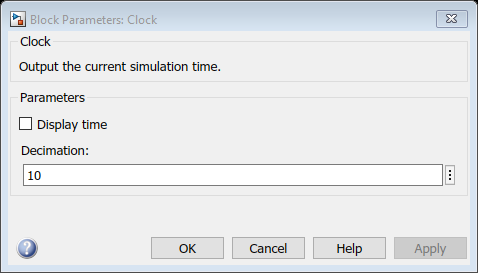 Block Parameters: Clock
Clock
Output the current simulation time.
Parameters
Display time
Decimation:
10
OK Cancel Help Apply